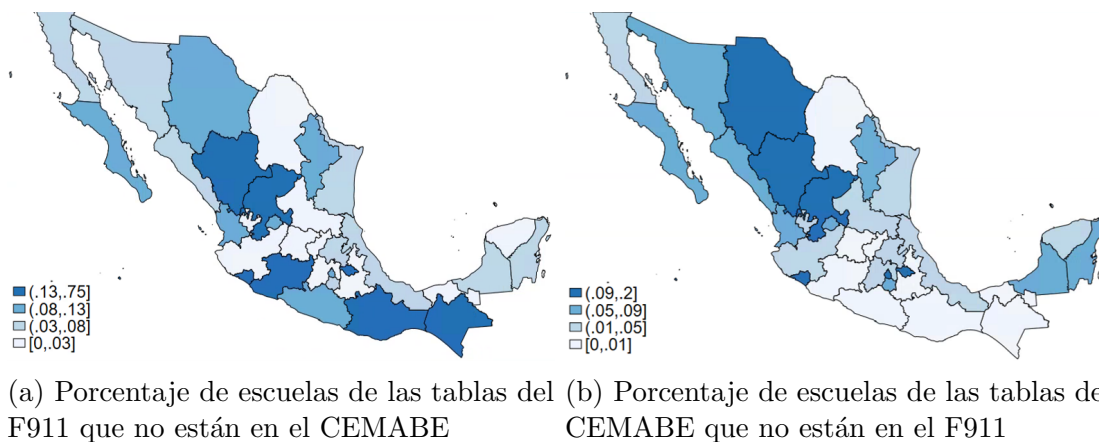 (.13,.75]
(.08,.13]
(.03,.08]
[0,.03]
(.09,.2]
(.05,.09]
(.01,.05]
[0,.01]
(a) Porcentaje de escuelas de las tablas del
F911 que no están en el CEMABE
(b) Porcentaje de escuelas de las tablas de
CEMABE que no están en el F911